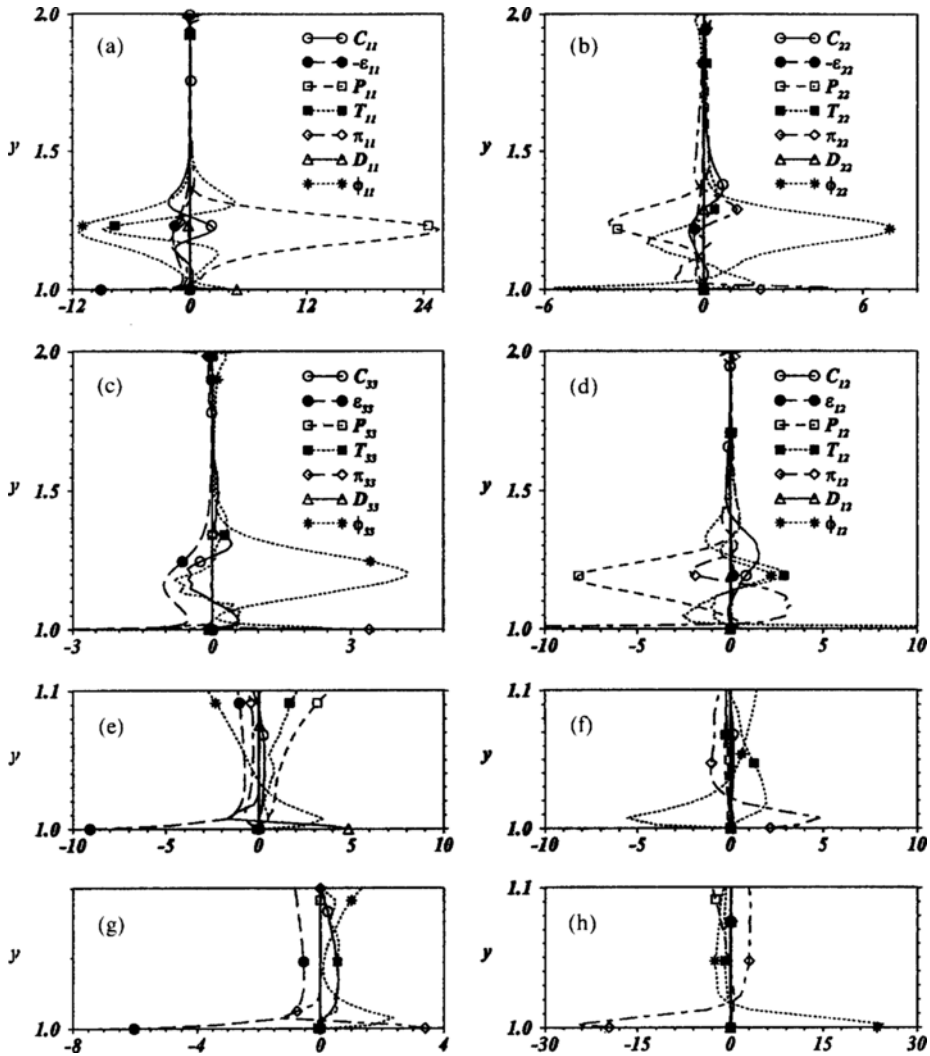 2.0
(a)
C11
-ε11
P11
T11
π11
D11
ϕ11
y
1.5
1.0
-12 0 12 24
2.0
(b)
C22
-ε22
P22
T22
π22
D22
ϕ22
y
1.5
1.0
-6 0 6
2.0
(c)
C33
ε33
P33
T33
π33
D33
ϕ33
y
1.5
1.0
-3 0 3
2.0
(d)
C12
ε12
P12
T12
π12
D12
ϕ12
y
1.5
1.0
-10 -5 0 5 10
1.1
(e)
y
1.0
-10 -5 0 5 10
1.1
(f)
y
1.0
-10 -5 0 5 10
(g)
y
1.0
-8 -4 0 4
1.1
(h)
y
1.0
-30 -15 0 15 30